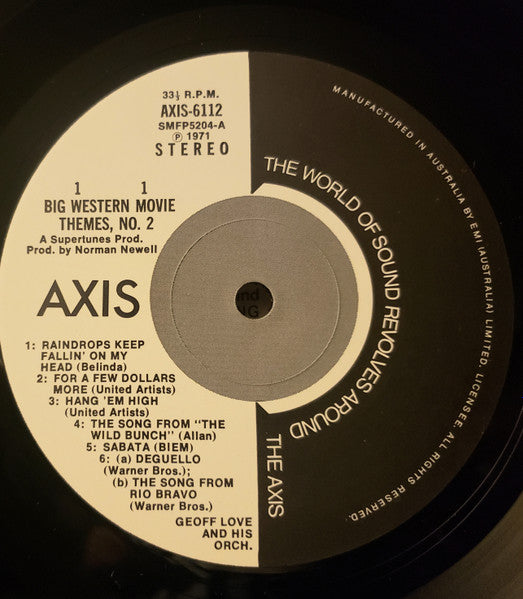 33⅓ R.P.M.
AXIS-6112
SMFP5204-A
Ⓟ 1971
STEREO
1 1
BIG WESTERN MOVIE
THEMES, NO. 2
A Supertunes Prod.
Prod. by Norman Newell
AXIS
1: RAINDROPS KEEP
FALLIN' ON MY
HEAD (Belinda)
2: FOR A FEW DOLLARS
MORE (United Artists)
3: HANG 'EM HIGH
(United Artists)
4: THE SONG FROM "THE
WILD BUNCH" (Allan)
5: SABATA (BIEM)
6: (a) DEGUELLO
(Warner Bros.);
(b) THE SONG FROM
RIO BRAVO
(Warner Bros.)
GEOFF LOVE
AND HIS
ORCH.
THE WORLD OF SOUND REVOLVES AROUND
THE AXIS
MANUFACTURED IN AUSTRALIA BY EMI (AUSTRALIA) LIMITED, LICENSEE, ALL RIGHTS RESERVED.